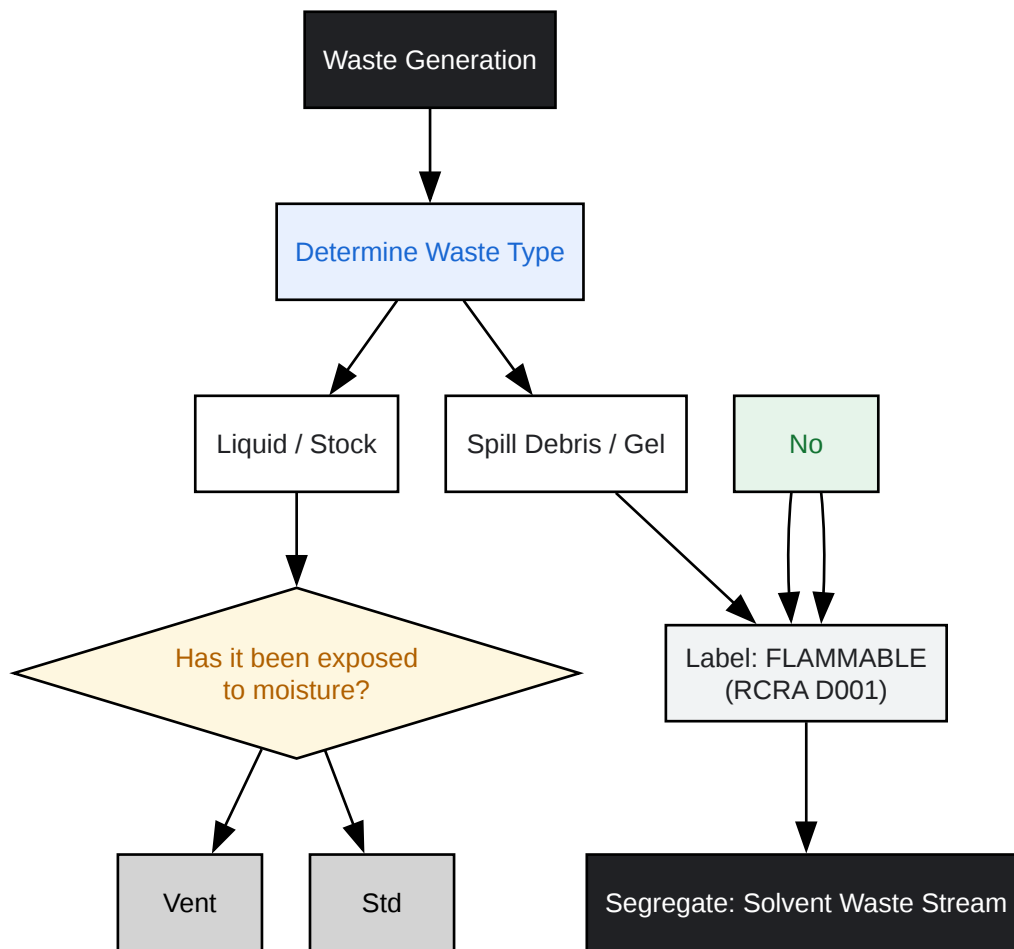 Waste Generation
Determine Waste Type
Liquid / Stock
Spill Debris / Gel
No
Has it been exposed
to moisture?
Label: FLAMMABLE
(RCRA D001)
Vent
Std
Segregate: Solvent Waste Stream